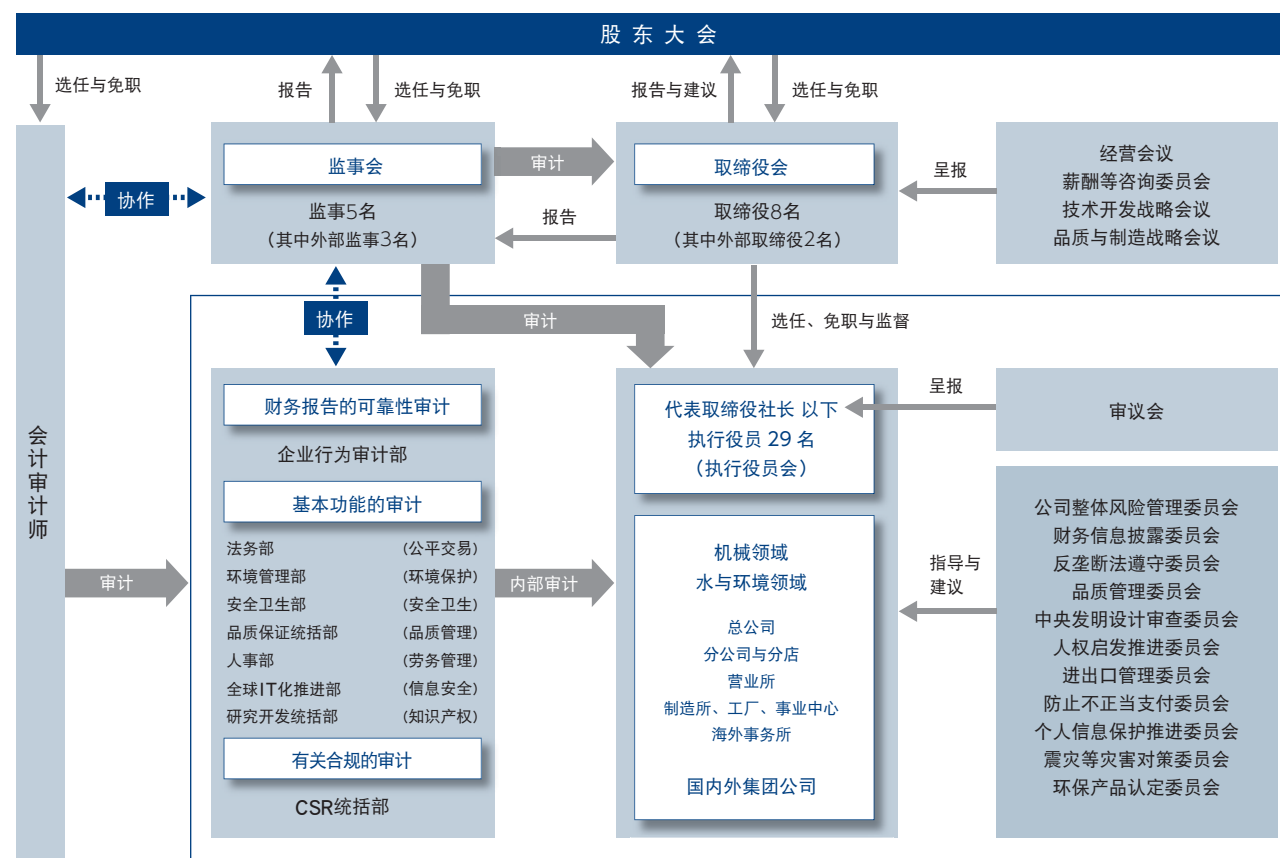 股东大会
选任与免职
报告
选任与免职
报告与建议
选任与免职
监事会
监事5名
(其中外部监事3名)
审计
报告
取缔役会
取缔役8名
(其中外部取缔役2名)
呈报
经营会议
薪酬等咨询委员会
技术开发战略会议
品质与制造战略会议
协作
协作
审计
选任、免职与监督
会计审计师
审计
财务报告的可靠性审计
企业行为审计部
基本功能的审计
法务部 (公平交易)
环境管理部 (环境保护)
安全卫生部 (安全卫生)
品质保证统括部 (品质管理)
人事部 (劳务管理)
全球IT化推进部 (信息安全)
研究开发统括部 (知识产权)
有关合规的审计
CSR统括部
内部审计
代表取缔役社长 以下
执行役员 29 名
(执行役员会)
呈报
审议会
机械领域
水与环境领域
总公司
分公司与分店
营业所
制造所、工厂、事业中心
海外事务所
国内外集团公司
指导与
建议
公司整体风险管理委员会
财务信息披露委员会
反垄断法遵守委员会
品质管理委员会
中央发明设计审查委员会
人权启发推进委员会
进出口管理委员会
防止不正当支付委员会
个人信息保护推进委员会
震灾等灾害对策委员会
环保产品认定委员会